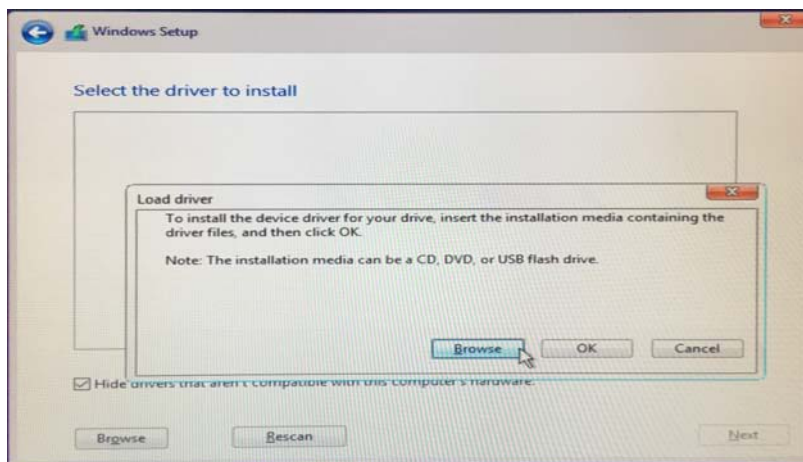 Windows Setup
Select the driver to install
Load driver
To install the device driver for your drive, insert the installation media containing the
driver files, and then click OK.
Note: The installation media can be a CD, DVD, or USB flash drive.
Browse OK Cancel
Hide drivers that aren't compatible with this computer's hardware.
Browse Rescan Next